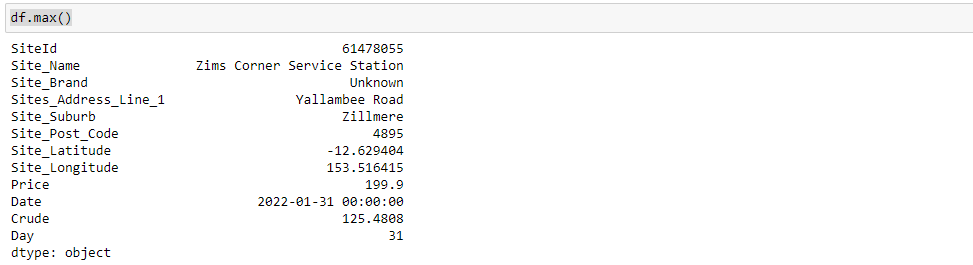 df.max()
SiteId 61478055
Site_Name Zims Corner Service Station
Site_Brand Unknown
Sites_Address_Line_1 Yallambee Road
Site_Suburb Zillmere
Site_Post_Code 4895
Site_Latitude -12.629404
Site_Longitude 153.516415
Price 199.9
Date 2022-01-31 00:00:00
Crude 125.4808
Day 31
dtype: object